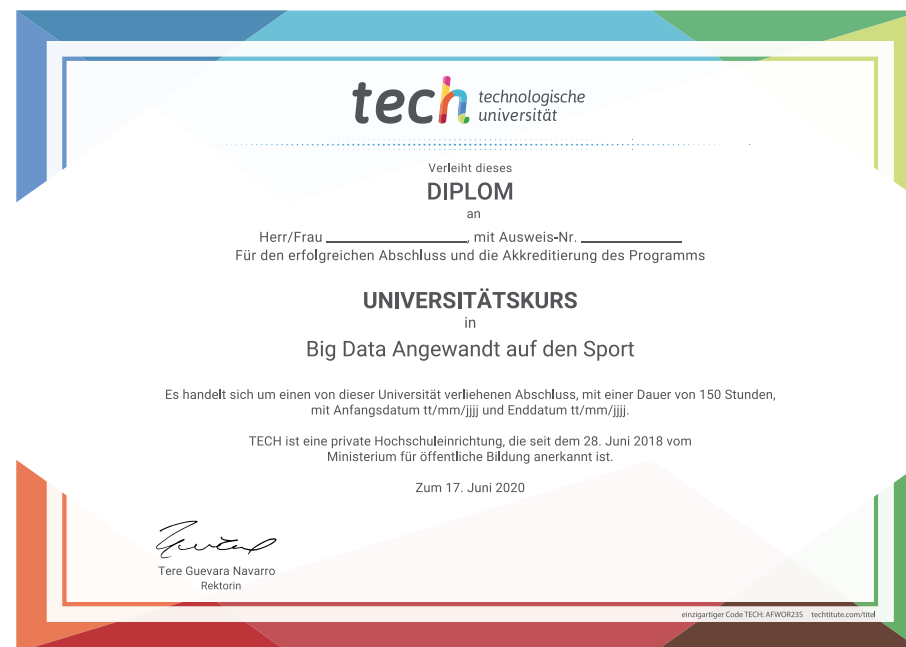 tech technologische
universität
Verleiht dieses
DIPLOM
an
Herr/Frau ____________________, mit Ausweis-Nr. ______________
Für den erfolgreichen Abschluss und die Akkreditierung des Programms
UNIVERSITÄTSKURS
in
Big Data Angewandt auf den Sport
Es handelt sich um einen von dieser Universität verliehenen Abschluss, mit einer Dauer von 150 Stunden,
mit Anfangsdatum tt/mm/jjjj und Enddatum tt/mm/jjjj.
TECH ist eine private Hochschuleinrichtung, die seit dem 28. Juni 2018 vom
Ministerium für öffentliche Bildung anerkannt ist.
Zum 17. Juni 2020
Tere Guevara Navarro
Rektorin
einzigartiger Code TECH: AFWOR23S techtitute.com/titel